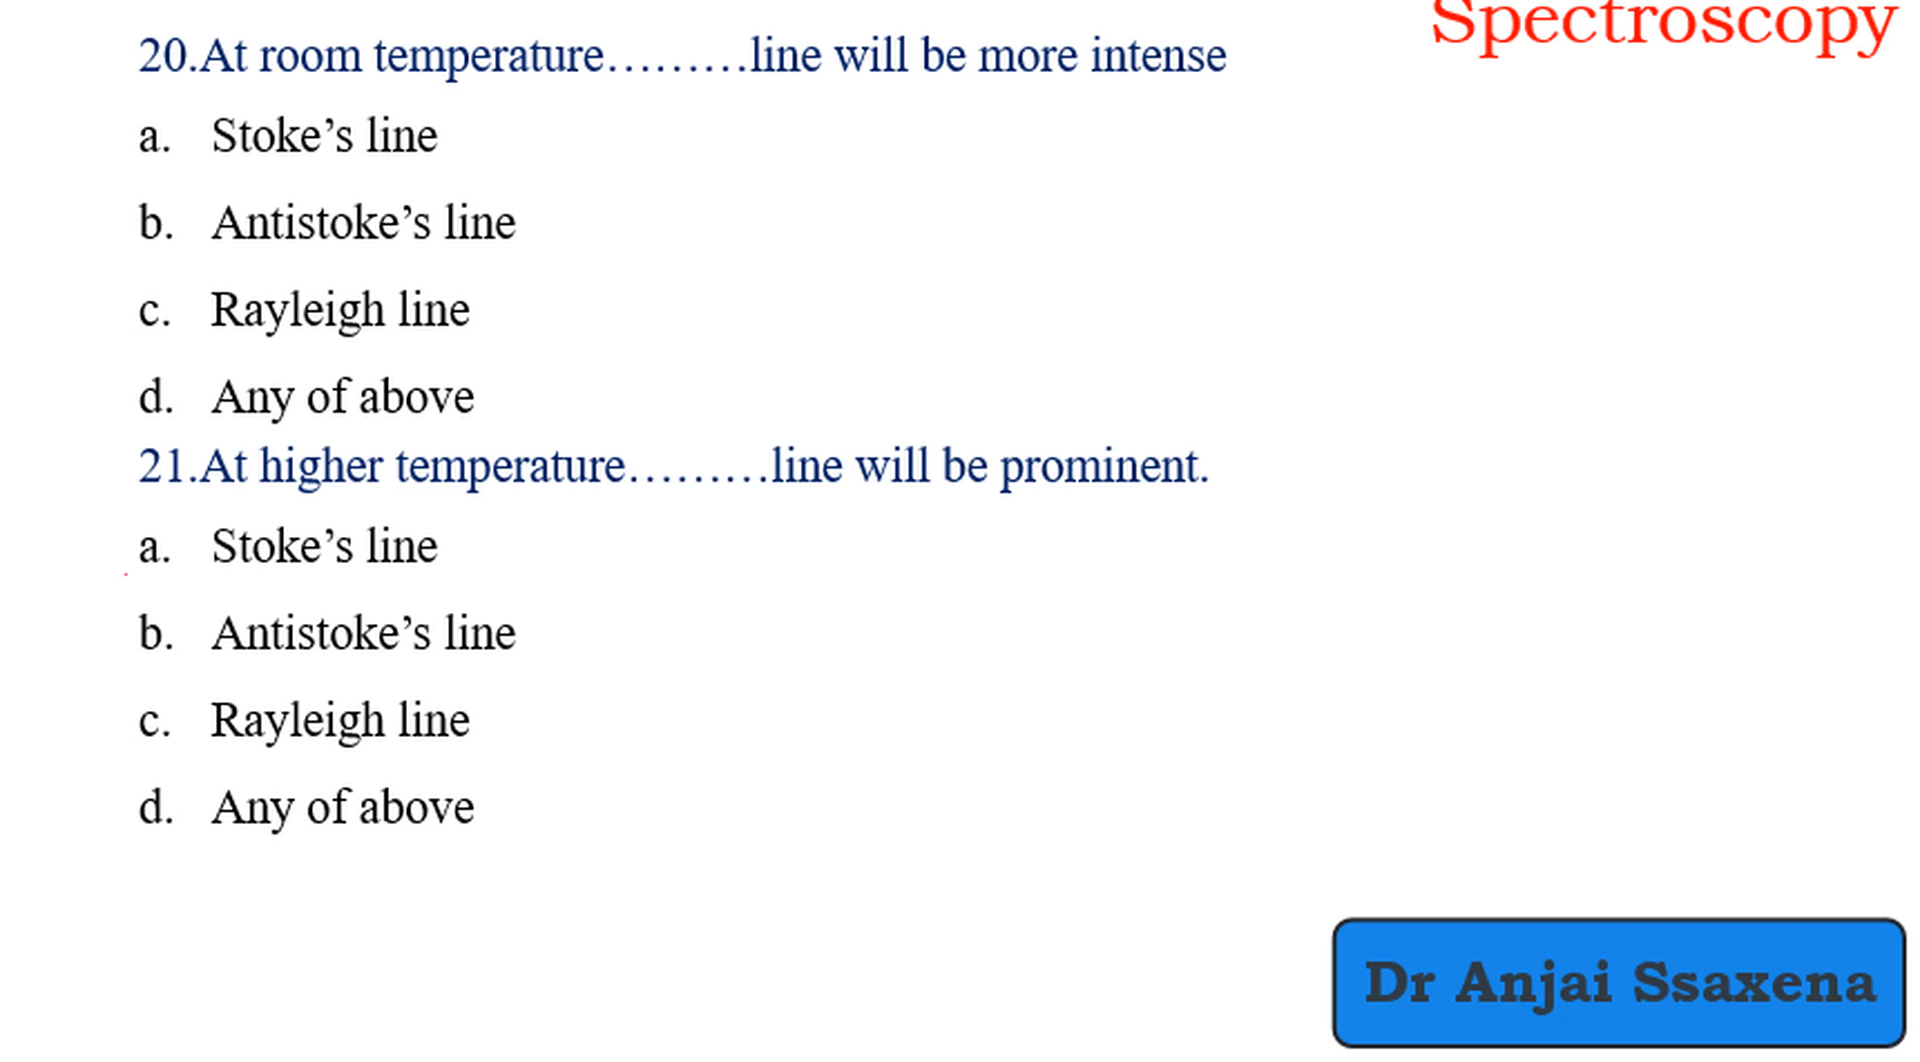 Spectroscopy
20.At room temperature.........line will be more intense
a. Stoke’s line
b. Antistoke’s line
c. Rayleigh line
d. Any of above
21.At higher temperature.........line will be prominent.
a. Stoke’s line
b. Antistoke’s line
c. Rayleigh line
d. Any of above
Dr Anjai Ssaxena